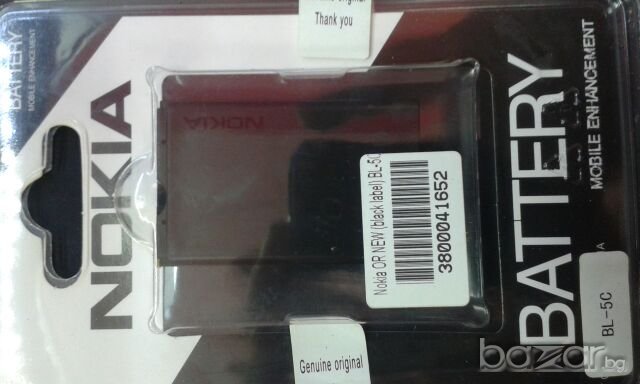 BATTERY
MOBILE ENHANCEMENT
NOKIA
original
Thank you
NOKIA
Nokia OR NEW (black label) BL-5C
3800041652
Genuine original
BATTERY
MOBILE ENHANCEMENT
BL-5C
bazar.bg